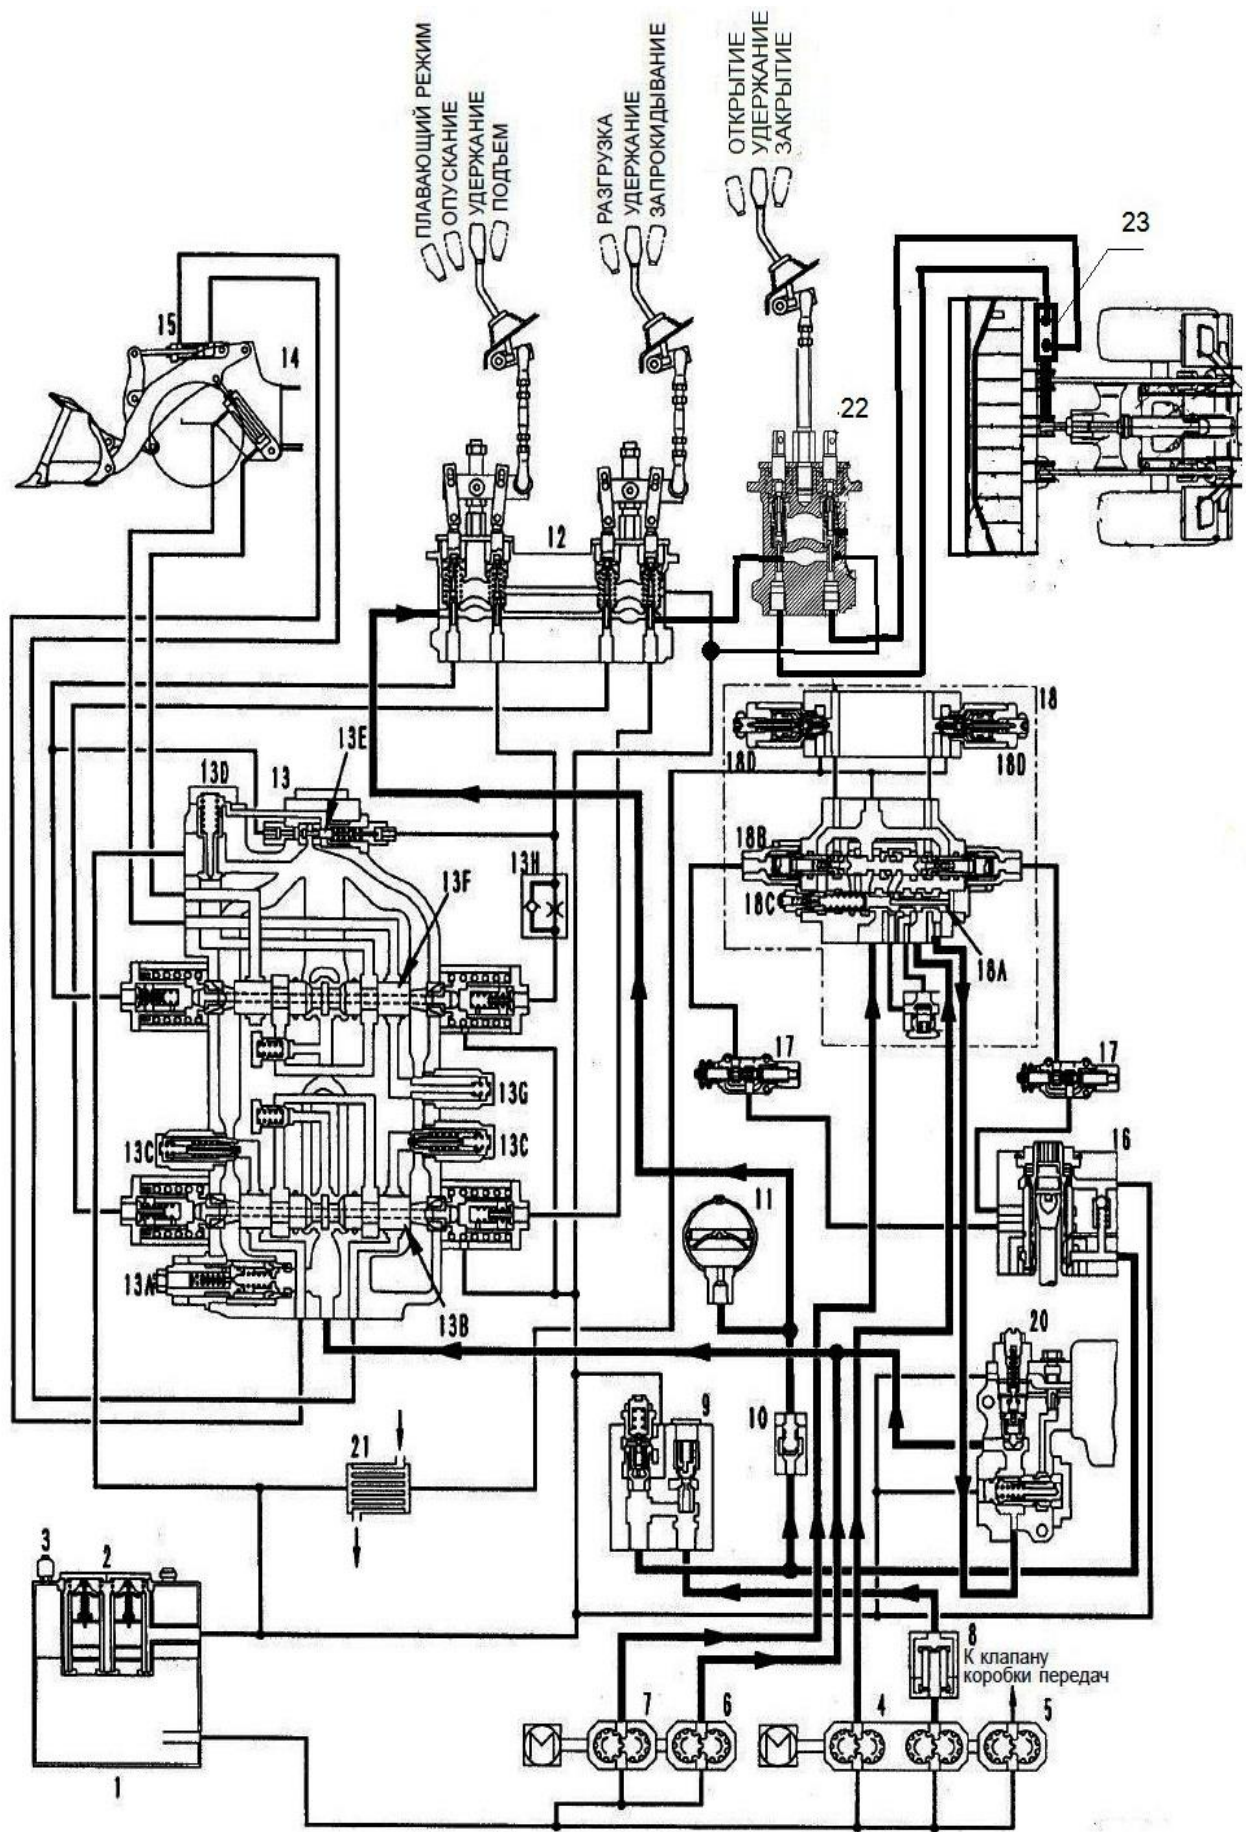 ПЛАВАЮЩИЙ РЕЖИМ
ОПУСКАНИЕ
УДЕРЖАНИЕ
ПОДЪЕМ
РАЗГРУЗКА
УДЕРЖАНИЕ
ЗАПРОКИДЫВАНИЕ
ОТКРЫТИЕ
УДЕРЖАНИЕ
ЗАКРЫТИЕ
23
15
14
22
12
18
18D
18D
13E
13D
13
13H
13F
18B
18C
18A
17
17
13G
13C
13C
16
11
13A
13B
20
9
10
21
3
2
8
К клапану
коробки передач
7
6
4
5
1